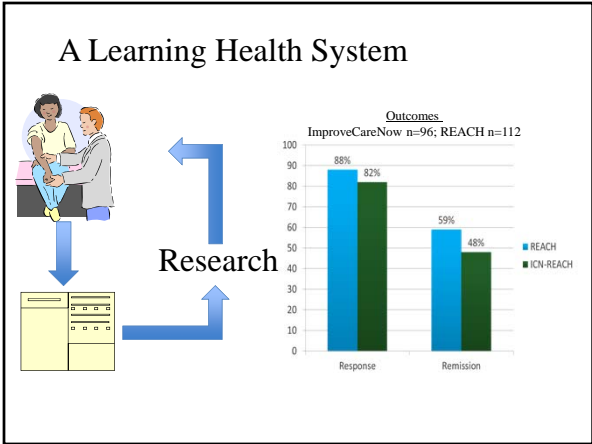 A Learning Health System
Outcomes
ImproveCareNow n=96; REACH n=112
100
90
80
70
60
50
40
30
20
10
0
88%
82%
59%
48%
Response
Remission
REACH
ICN-REACH
Research